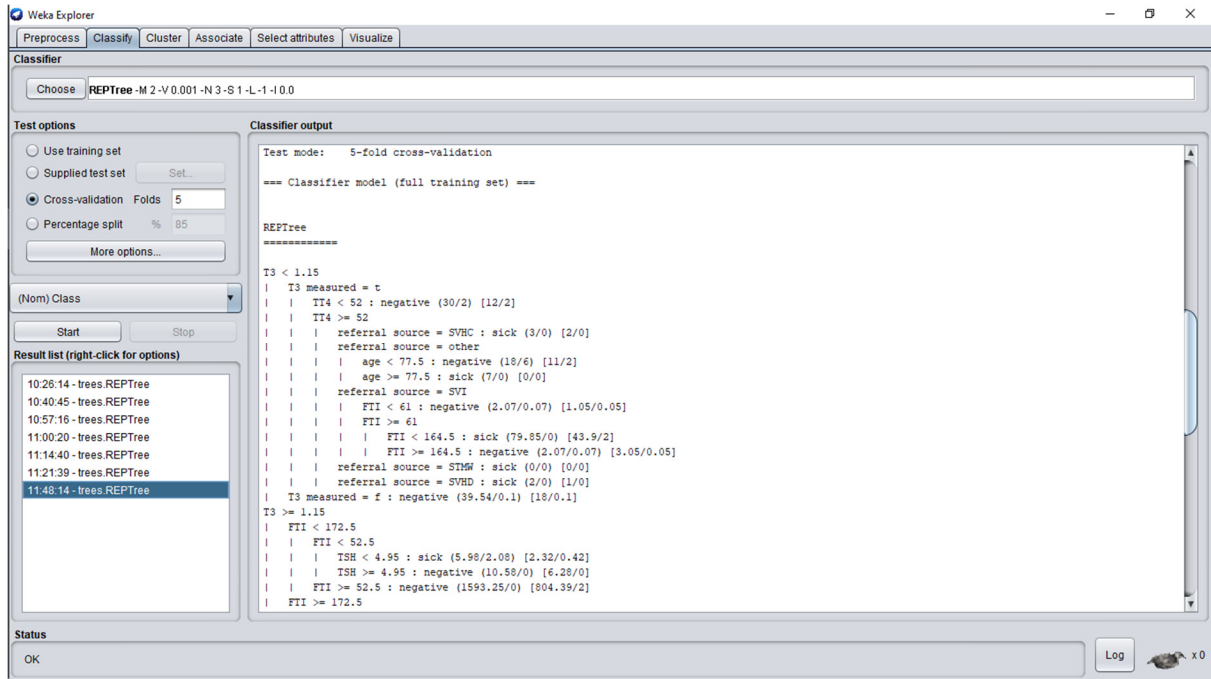 Weka Explorer
Preprocess Classify Cluster Associate Select attributes Visualize
Classifier
Choose REPTree -M 2 -V 0.001 -N 3 -S 1 -L -1 -I 0.0
Test options
Use training set
Supplied test set Set...
Cross-validation Folds 5
Percentage split % 85
More options...
(Nom) Class
Start Stop
Result list (right-click for options)
10:26:14 - trees.REPTree
10:40:45 - trees.REPTree
10:57:16 - trees.REPTree
11:00:20 - trees.REPTree
11:14:40 - trees.REPTree
11:21:39 - trees.REPTree
11:48:14 - trees.REPTree
Classifier output
Test mode:    5-fold cross-validation
=== Classifier model (full training set) ===
REPTree
============
T3 < 1.15
|   T3 measured = t
|   |   TT4 < 52 : negative (30/2) [12/2]
|   |   TT4 >= 52
|   |   |   referral source = SVHC : sick (3/0) [2/0]
|   |   |   referral source = other
|   |   |   |   age < 77.5 : negative (18/6) [11/2]
|   |   |   |   age >= 77.5 : sick (7/0) [0/0]
|   |   |   referral source = SVI
|   |   |   |   FTI < 61 : negative (2.07/0.07) [1.05/0.05]
|   |   |   |   FTI >= 61
|   |   |   |   |   FTI < 164.5 : sick (79.85/0) [43.9/2]
|   |   |   |   |   FTI >= 164.5 : negative (2.07/0.07) [3.05/0.05]
|   |   |   referral source = STMW : sick (0/0) [0/0]
|   |   |   referral source = SVHD : sick (2/0) [1/0]
|   T3 measured = f : negative (39.54/0.1) [18/0.1]
T3 >= 1.15
|   FTI < 172.5
|   |   FTI < 52.5
|   |   |   TSH < 4.95 : sick (5.98/2.08) [2.32/0.42]
|   |   |   TSH >= 4.95 : negative (10.58/0) [6.28/0]
|   |   FTI >= 52.5 : negative (1593.25/0) [804.39/2]
|   FTI >= 172.5
Status
OK
Log x 0